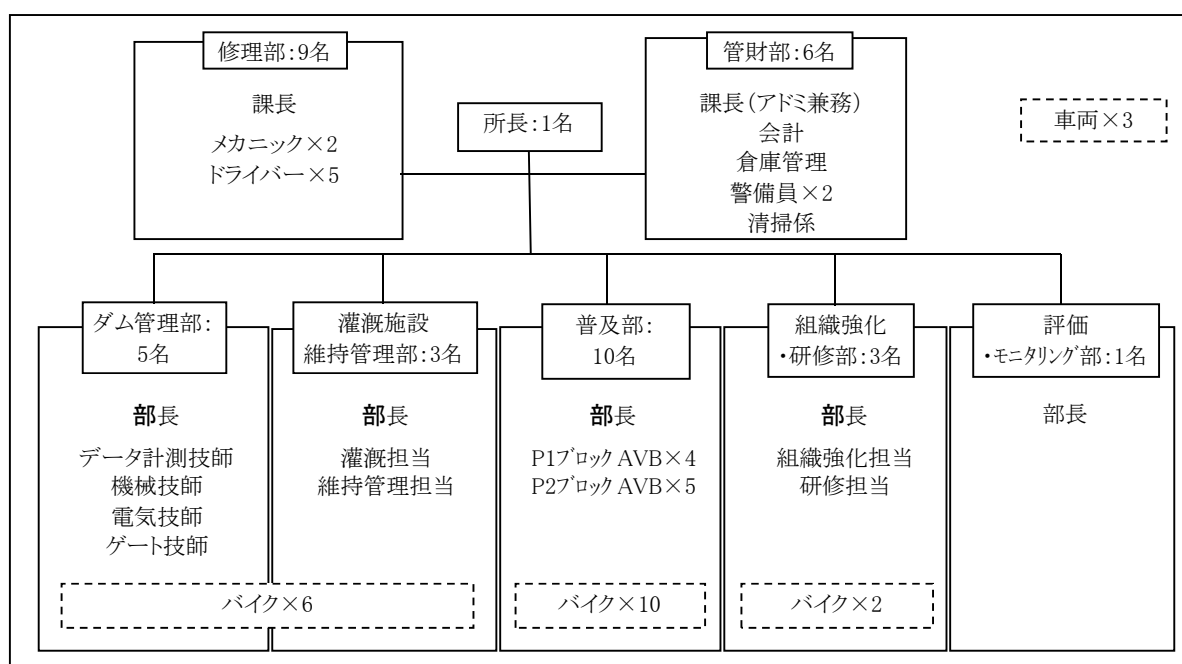 修理部:9名
課長
メカニック×2
ドライバー×5
所長:1名
管財部:6名
課長(アドミ兼務)
会計
倉庫管理
警備員×2
清掃係
車両×3
ダム管理部:
5名
部長
データ計測技師
機械技師
電気技師
ゲート技師
灌漑施設
維持管理部:3名
部長
灌漑担当
維持管理担当
バイク×6
普及部:
10名
部長
P1ブロック AVB×4
P2ブロック AVB×5
バイク×10
組織強化
・研修部:3名
部長
組織強化担当
研修担当
バイク×2
評価
・モニタリング部:1名
部長